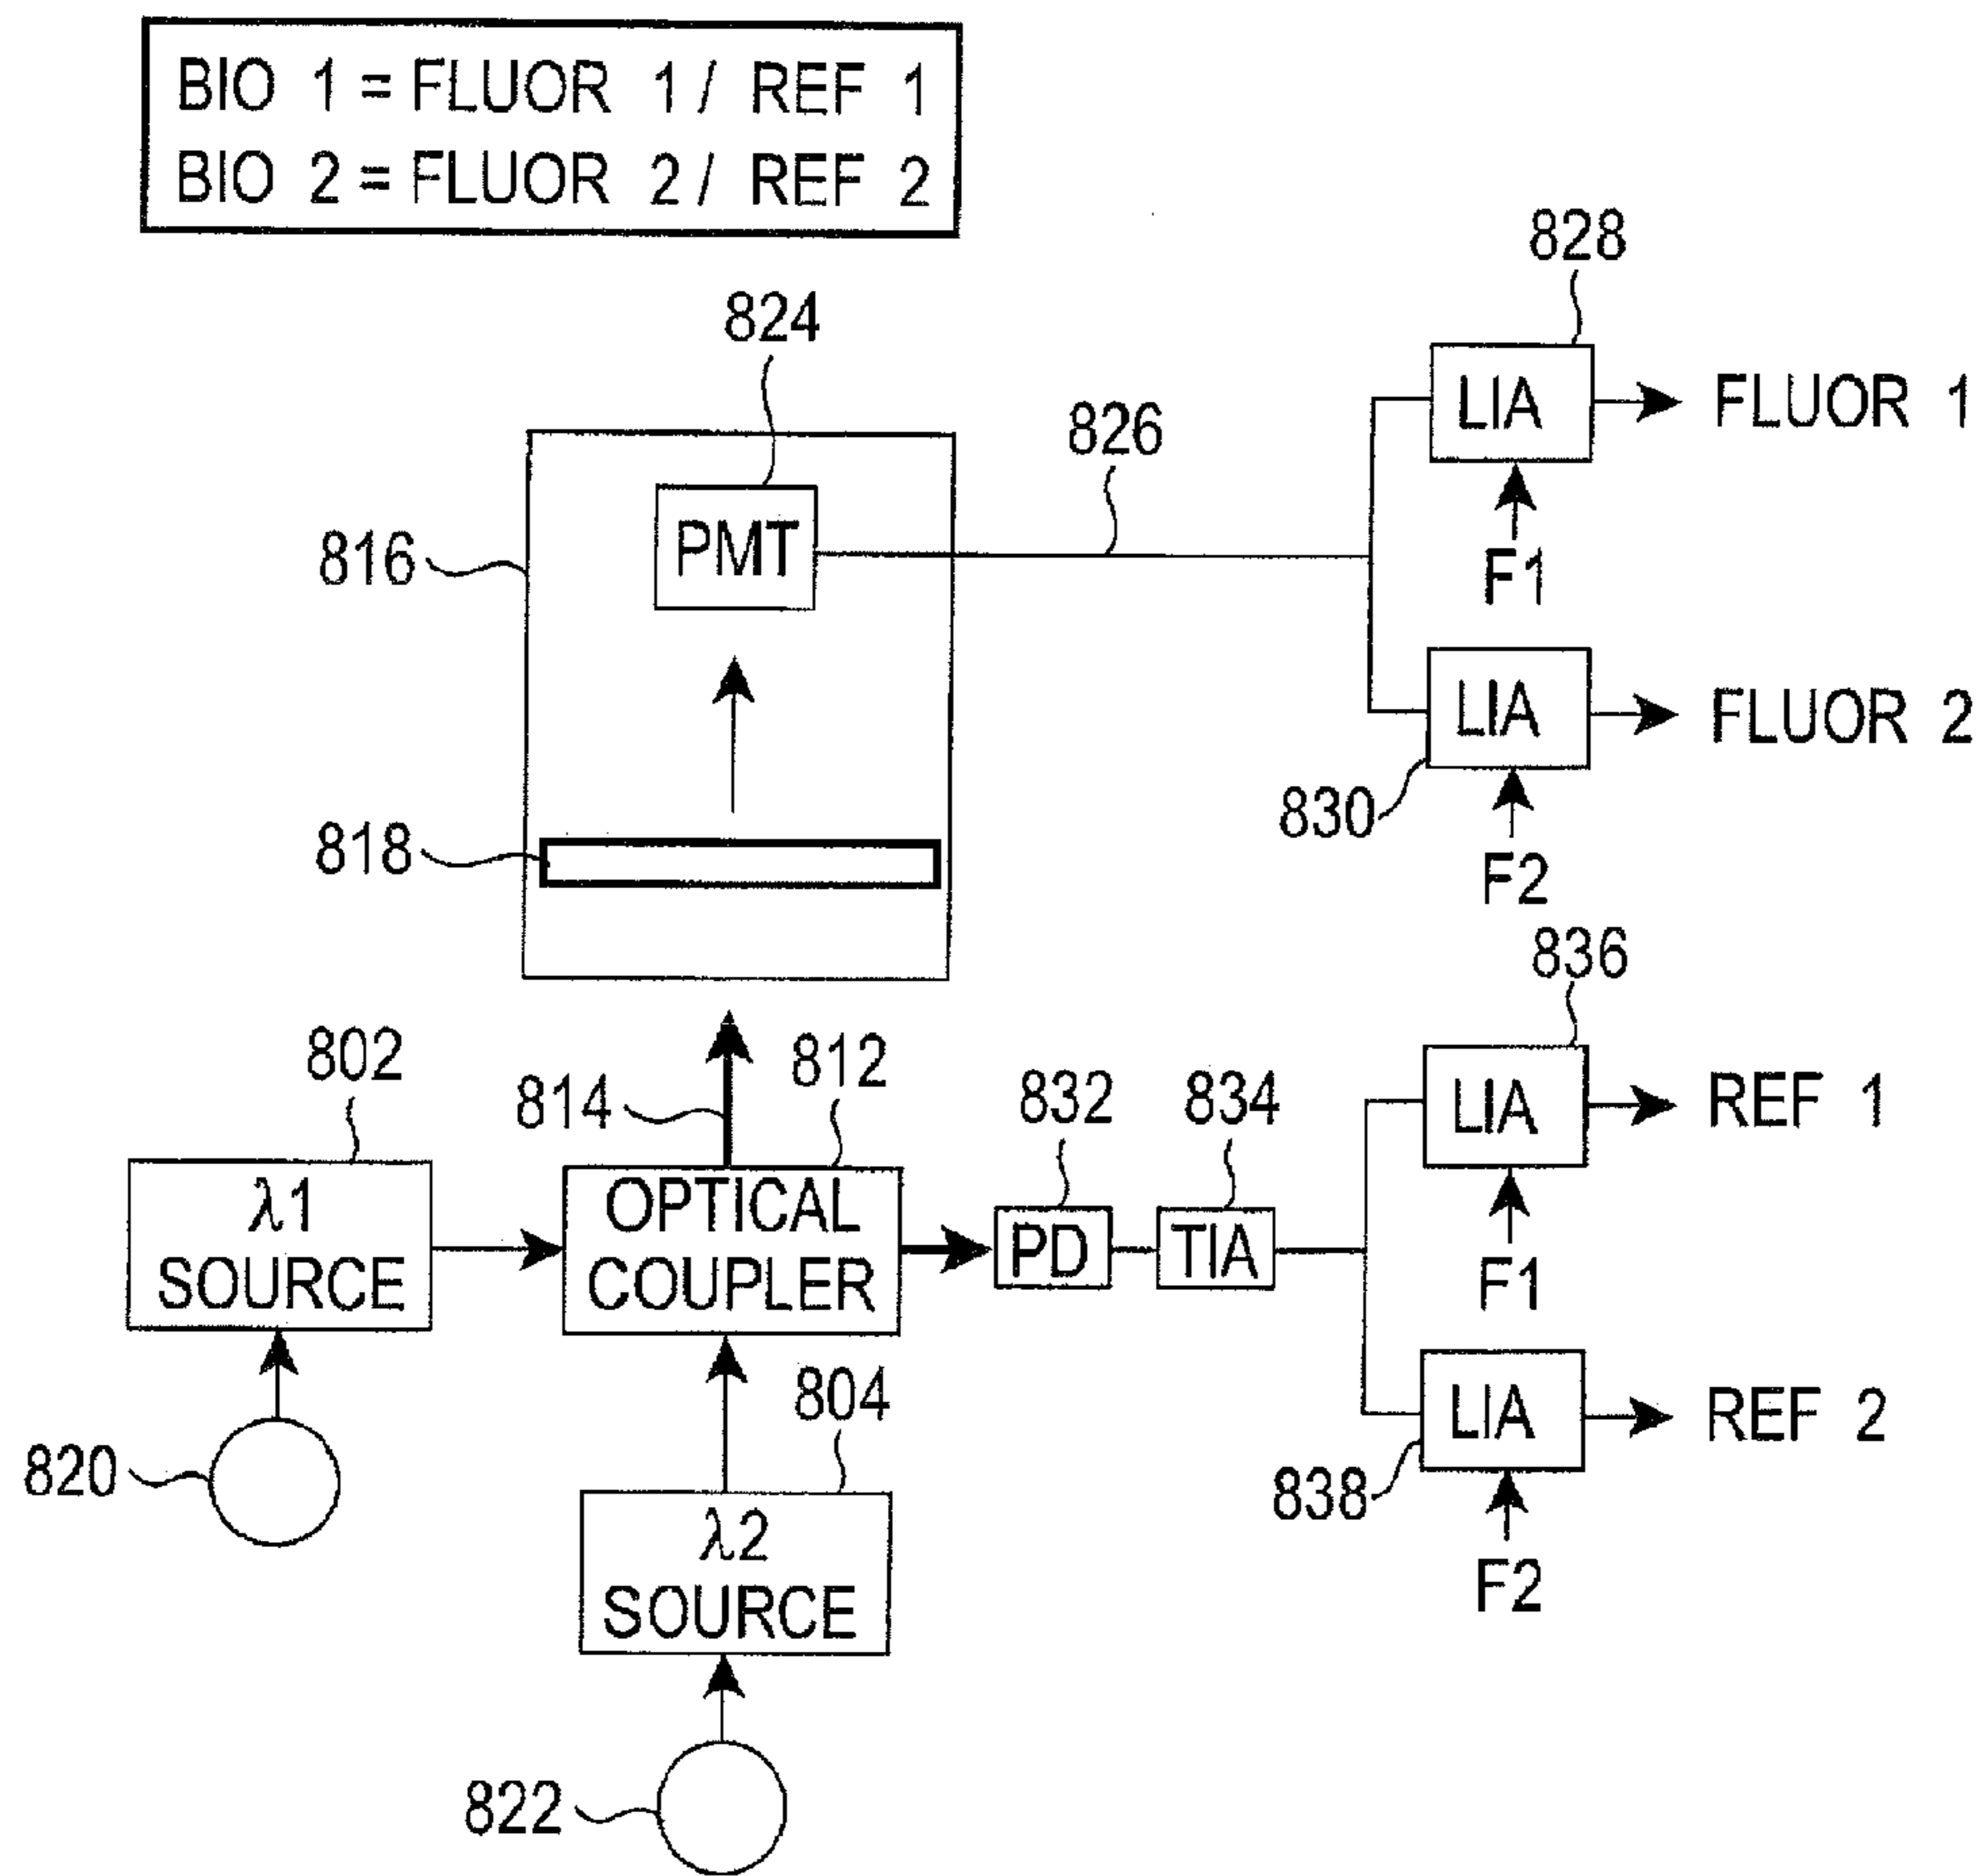 BIO 1 = FLUOR 1 / REF 1
BIO 2 = FLUOR 2 / REF 2
828
824
LIA
FLUOR 1
826
816
PMT
F1
LIA
FLUOR 2
830
818
F2
836
802
812
814
832
834
LIA
REF 1
λ1
SOURCE
OPTICAL
COUPLER
PD
TIA
F1
804
LIA
REF 2
820
838
λ2
SOURCE
F2
822